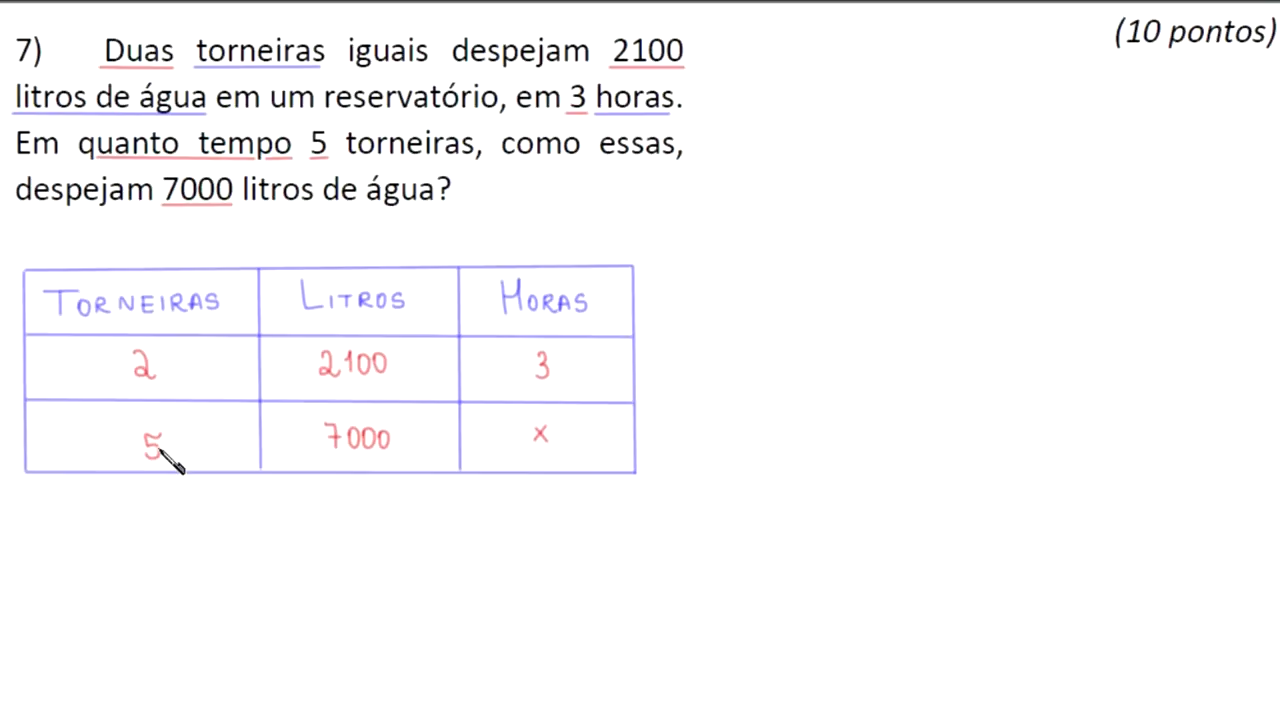 (10 pontos)
7) Duas torneiras iguais despejam 2100
litros de água em um reservatório, em 3 horas.
Em quanto tempo 5 torneiras, como essas,
despejam 7000 litros de água?
TORNEIRAS LITROS HORAS
2 2100 3
5 7000 x